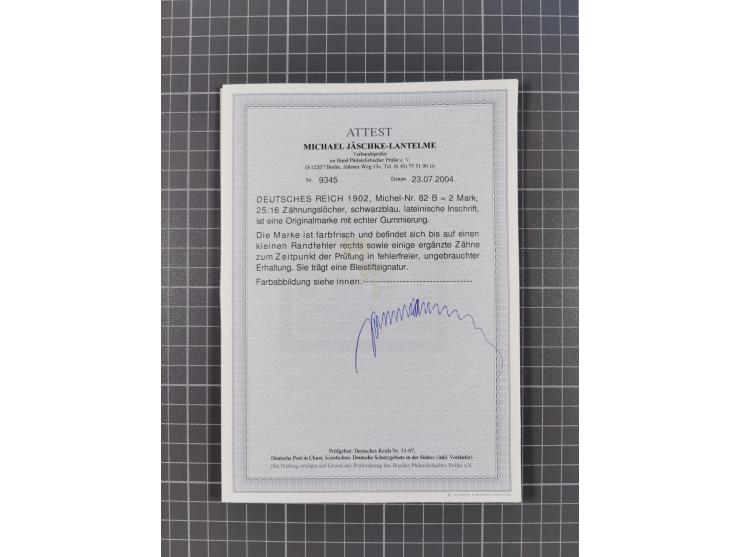 ATTEST
MICHAEL JÄSCHKE-LANTELME
Verbandsprüfer
im Bund Philatelistischer Prüfer e. V.
D-12207 Berlin, Ahlener Weg 13c, Tel. (0 30) 75 51 96 16
Nr. 9345 Datum 23.07.2004
DEUTSCHES REICH 1902, Michel-Nr. 82 B = 2 Mark,
25:16 Zähnungslöcher, schwarzblau, lateinische Inschrift,
ist eine Originalmarke mit echter Gummierung.
Die Marke ist farbfrisch und befindet sich bis auf einen
kleinen Randfehler rechts sowie einige ergänzte Zähne
zum Zeitpunkt der Prüfung in fehlerfreier, ungebrauchter
Erhaltung. Sie trägt eine Bleistiftsignatur.
Farbabbildung siehe innen.------------------------------
Prüfgebiet: Deutsches Reich Nr. 31-97,
Deutsche Post in China, Kiautschou, Deutsche Schutzgebiete in der Südsee (inkl. Vorläufer)
Die Prüfung erfolgte auf Grund der Prüfordnung des Bundes Philatelistischer Prüfer e.V.